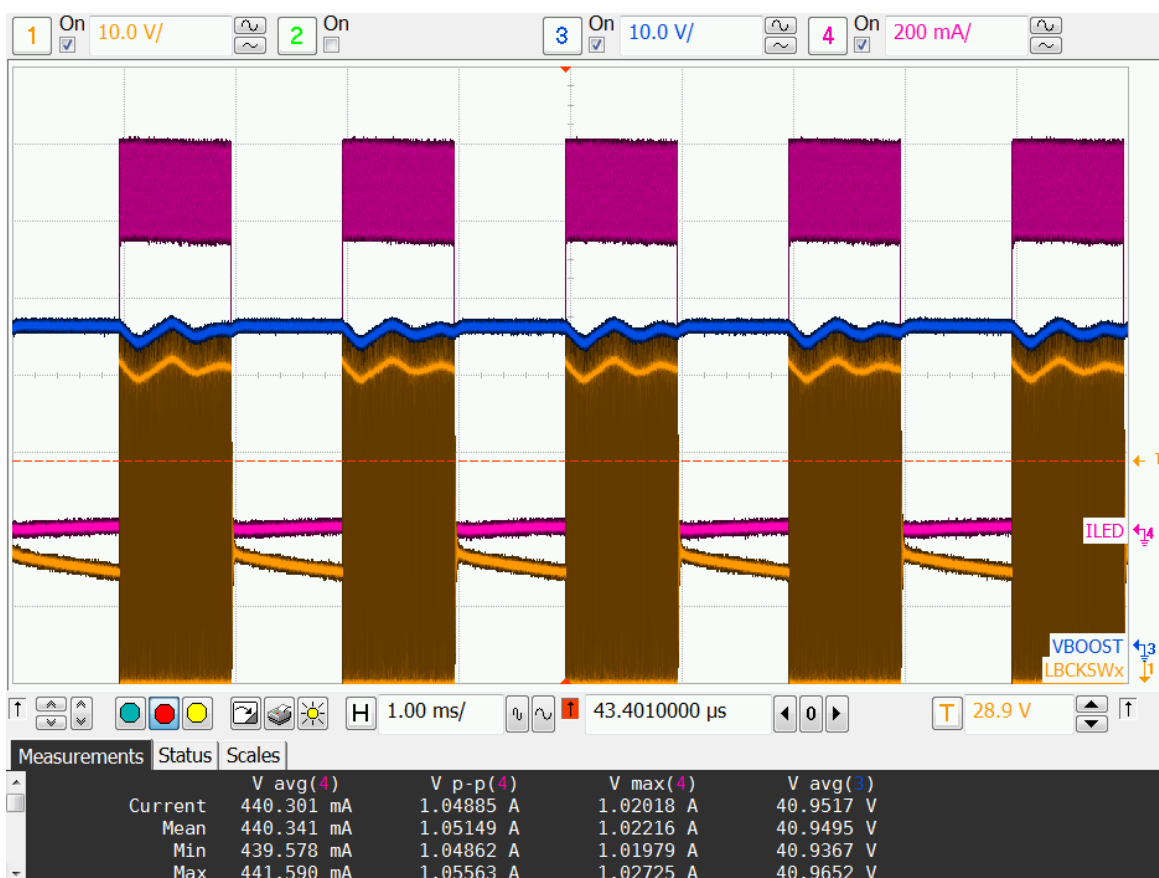 1 On 10.0 V/ 2 On 3 On 10.0 V/ 4 On 200 mA/
T
ILED 4
VBOOST 3
LBCKSWx 1
H 1.00 ms/ 43.4010000 µs 0 T 28.9 V
Measurements Status Scales
V avg(4) V p-p(4) V max(4) V avg(3)
Current 440.301 mA 1.04885 A 1.02018 A 40.9517 V
Mean 440.341 mA 1.05149 A 1.02216 A 40.9495 V
Min 439.578 mA 1.04862 A 1.01979 A 40.9367 V
Max 441.590 mA 1.05563 A 1.02725 A 40.9652 V